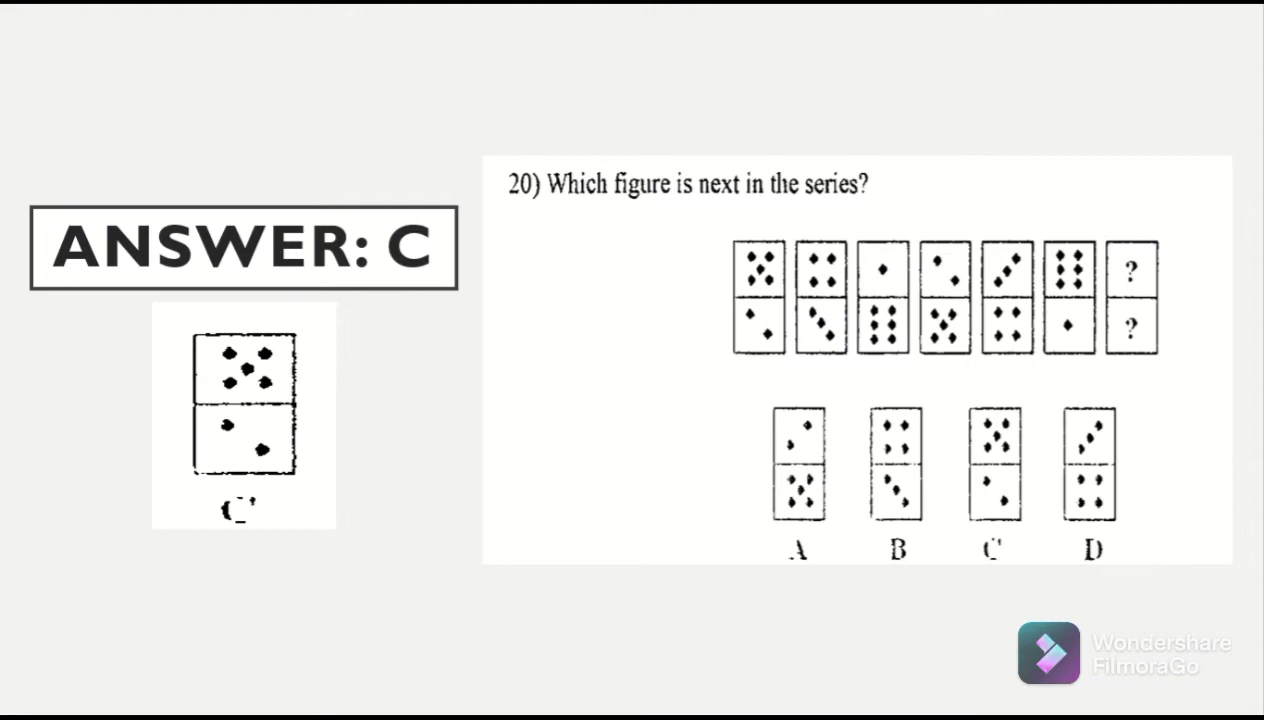 ANSWER: C
C
20) Which figure is next in the series?
?
?
A B C D
Wondershare
FilmoraGo